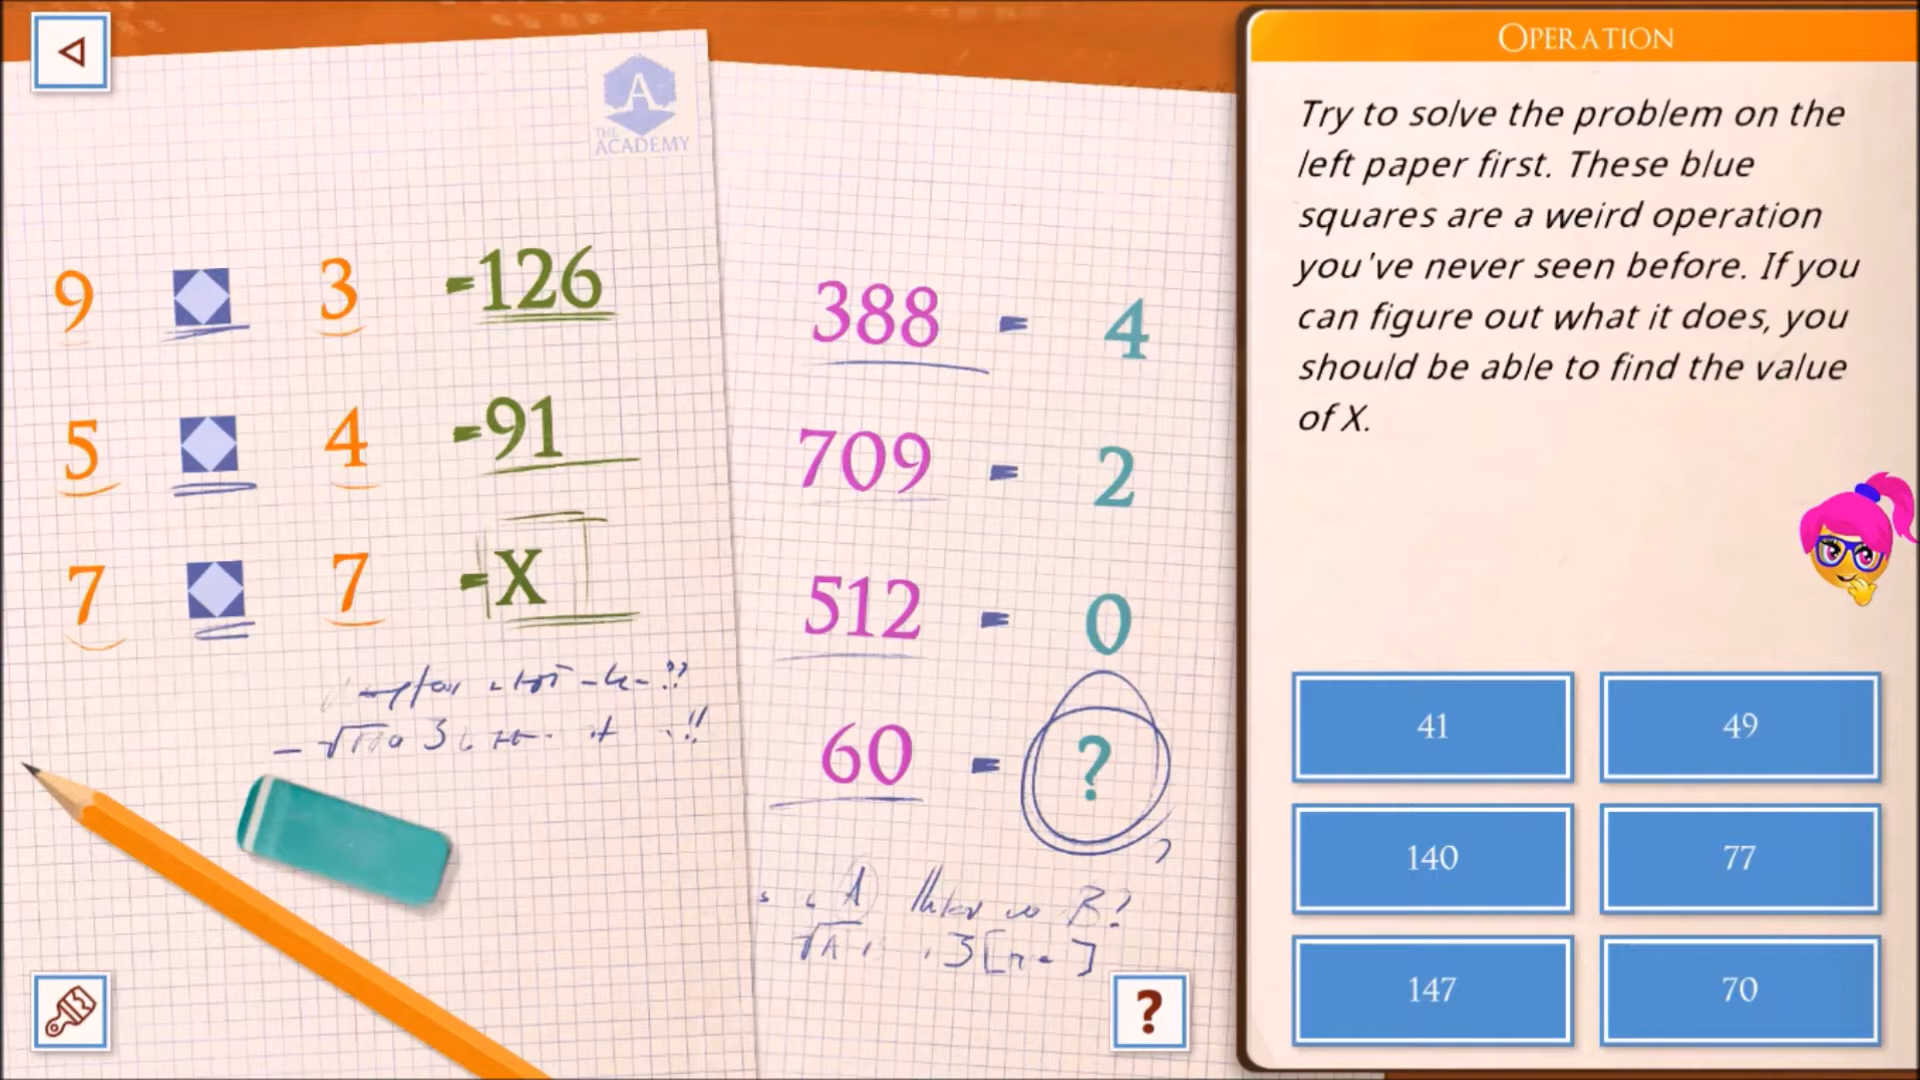 A
THE
ACADEMY
9 3 =126
5 4 =91
7 7 =X
388 = 4
709 = 2
512 = 0
60 = ?
?
OPERATION
Try to solve the problem on the
left paper first. These blue
squares are a weird operation
you've never seen before. If you
can figure out what it does, you
should be able to find the value
of X.
41 49
140 77
147 70